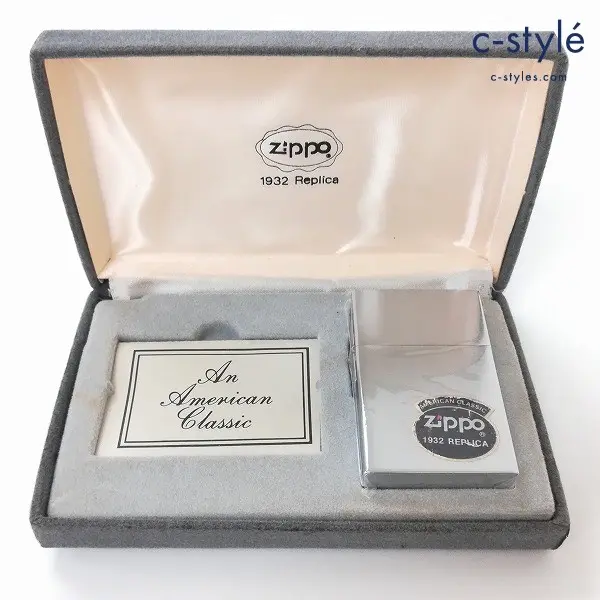 c-stylé
c-styles.com
Zippo
1932 Replica
An
American
Classic
AMERICAN CLASSIC
Zippo®
1932 REPLICA